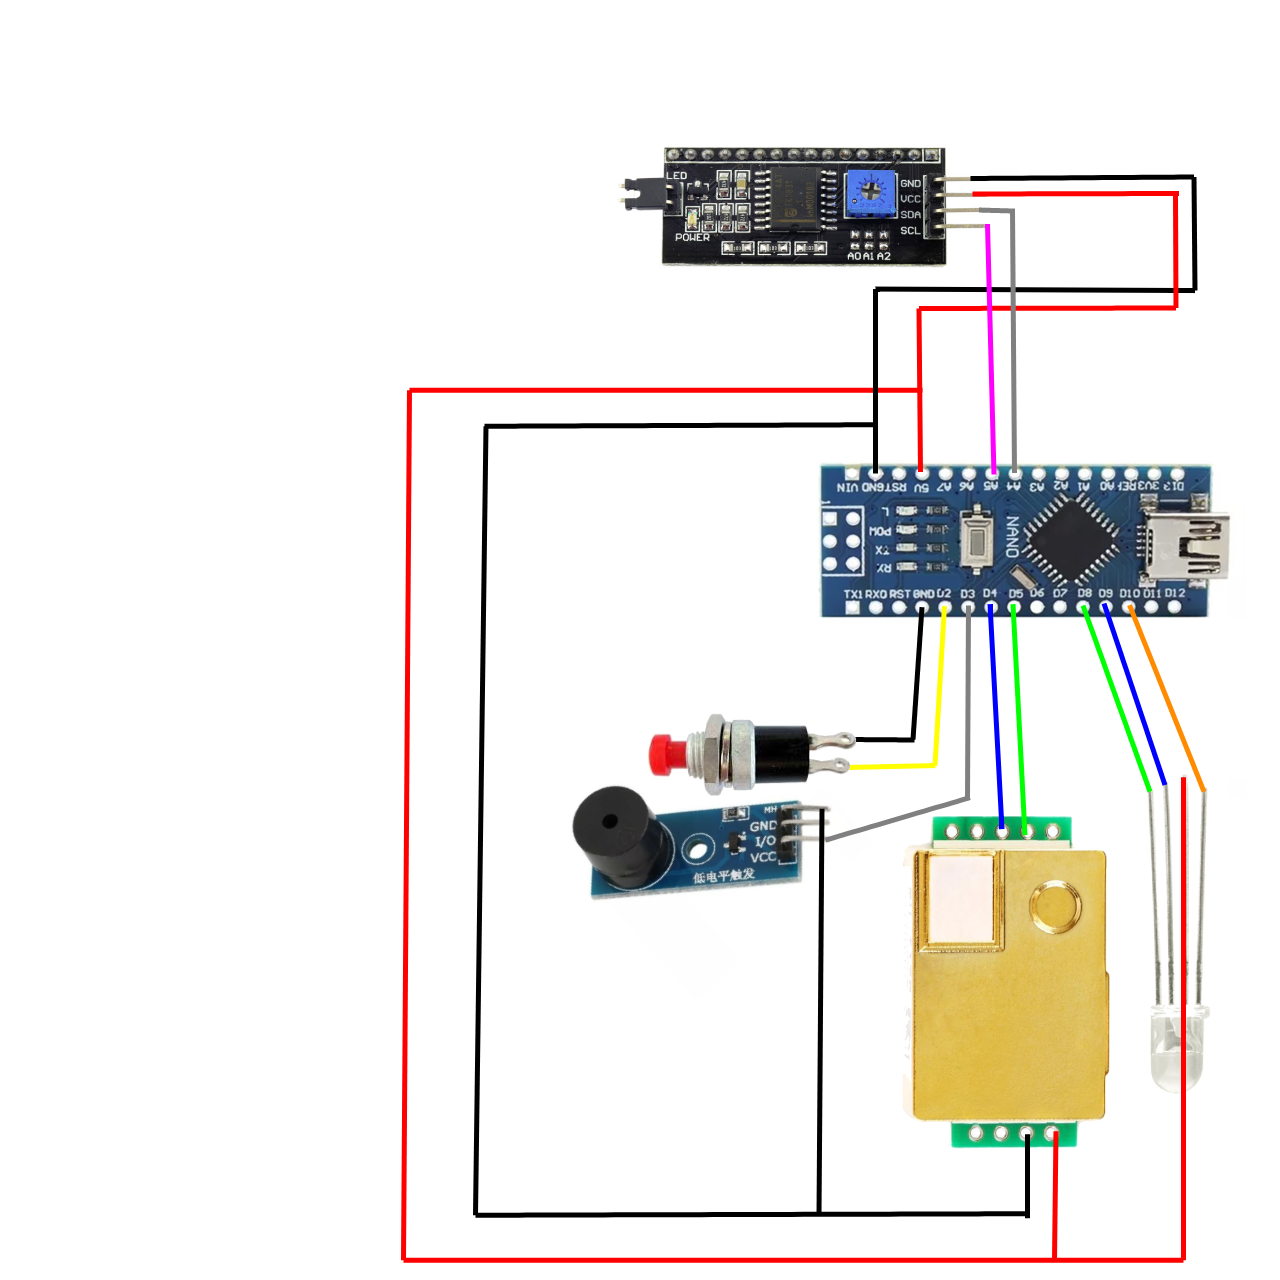 LED
GND
VCC
SDA
SCL
POWER
A0 A1 A2
VIN GND RST 5V A7 A6 A5 A4 A3 A2 A1 A0 REF 3V3 D13
L
POW
TX
RX
NANO
1
TX1 RX0 RST GND D2 D3 D4 D5 D6 D7 D8 D9 D10 D11 D12
MH
GND
I/O
VCC
低电平触发